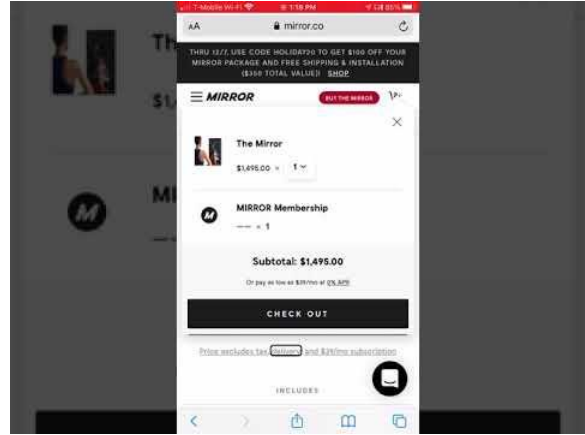 T-Mobile Wi-Fi 1:19 PM 85%
AA mirror.co
THRU 12/7, USE CODE HOLIDAY20 TO GET $100 OFF YOUR
MIRROR PACKAGE AND FREE SHIPPING & INSTALLATION
($350 TOTAL VALUE)! SHOP
MIRROR BUY THE MIRROR
The Mirror
$1,495.00 × 1
MIRROR Membership
—— × 1
Subtotal: $1,495.00
Or pay as low as $39/mo at 0% APR
CHECK OUT
Price excludes tax, delivery, and $39/mo subscription
INCLUDES